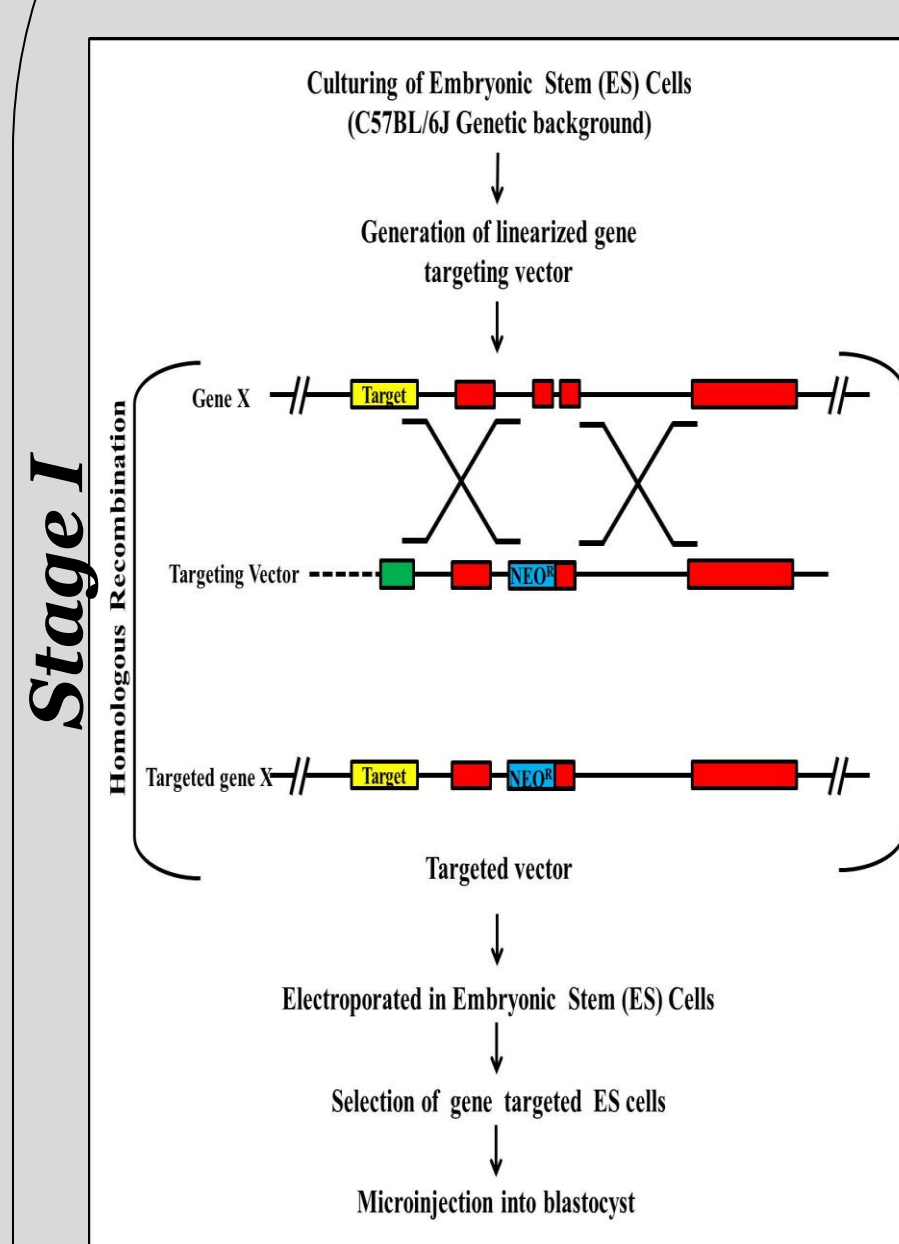 Stage I
Culturing of Embryonic Stem (ES) Cells
(C57BL/6J Genetic background)
Generation of linearized gene
targeting vector
Homologous Recombination
Gene X
Target
Targeting Vector
NEOᴿ
Targeted gene X
Target
NEOᴿ
Targeted vector
Electroporated in Embryonic Stem (ES) Cells
Selection of gene targeted ES cells
Microinjection into blastocyst